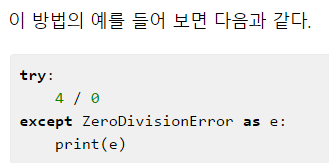 이 방법의 예를 들어 보면 다음과 같다.
try:
    4 / 0
except ZeroDivisionError as e:
    print(e)